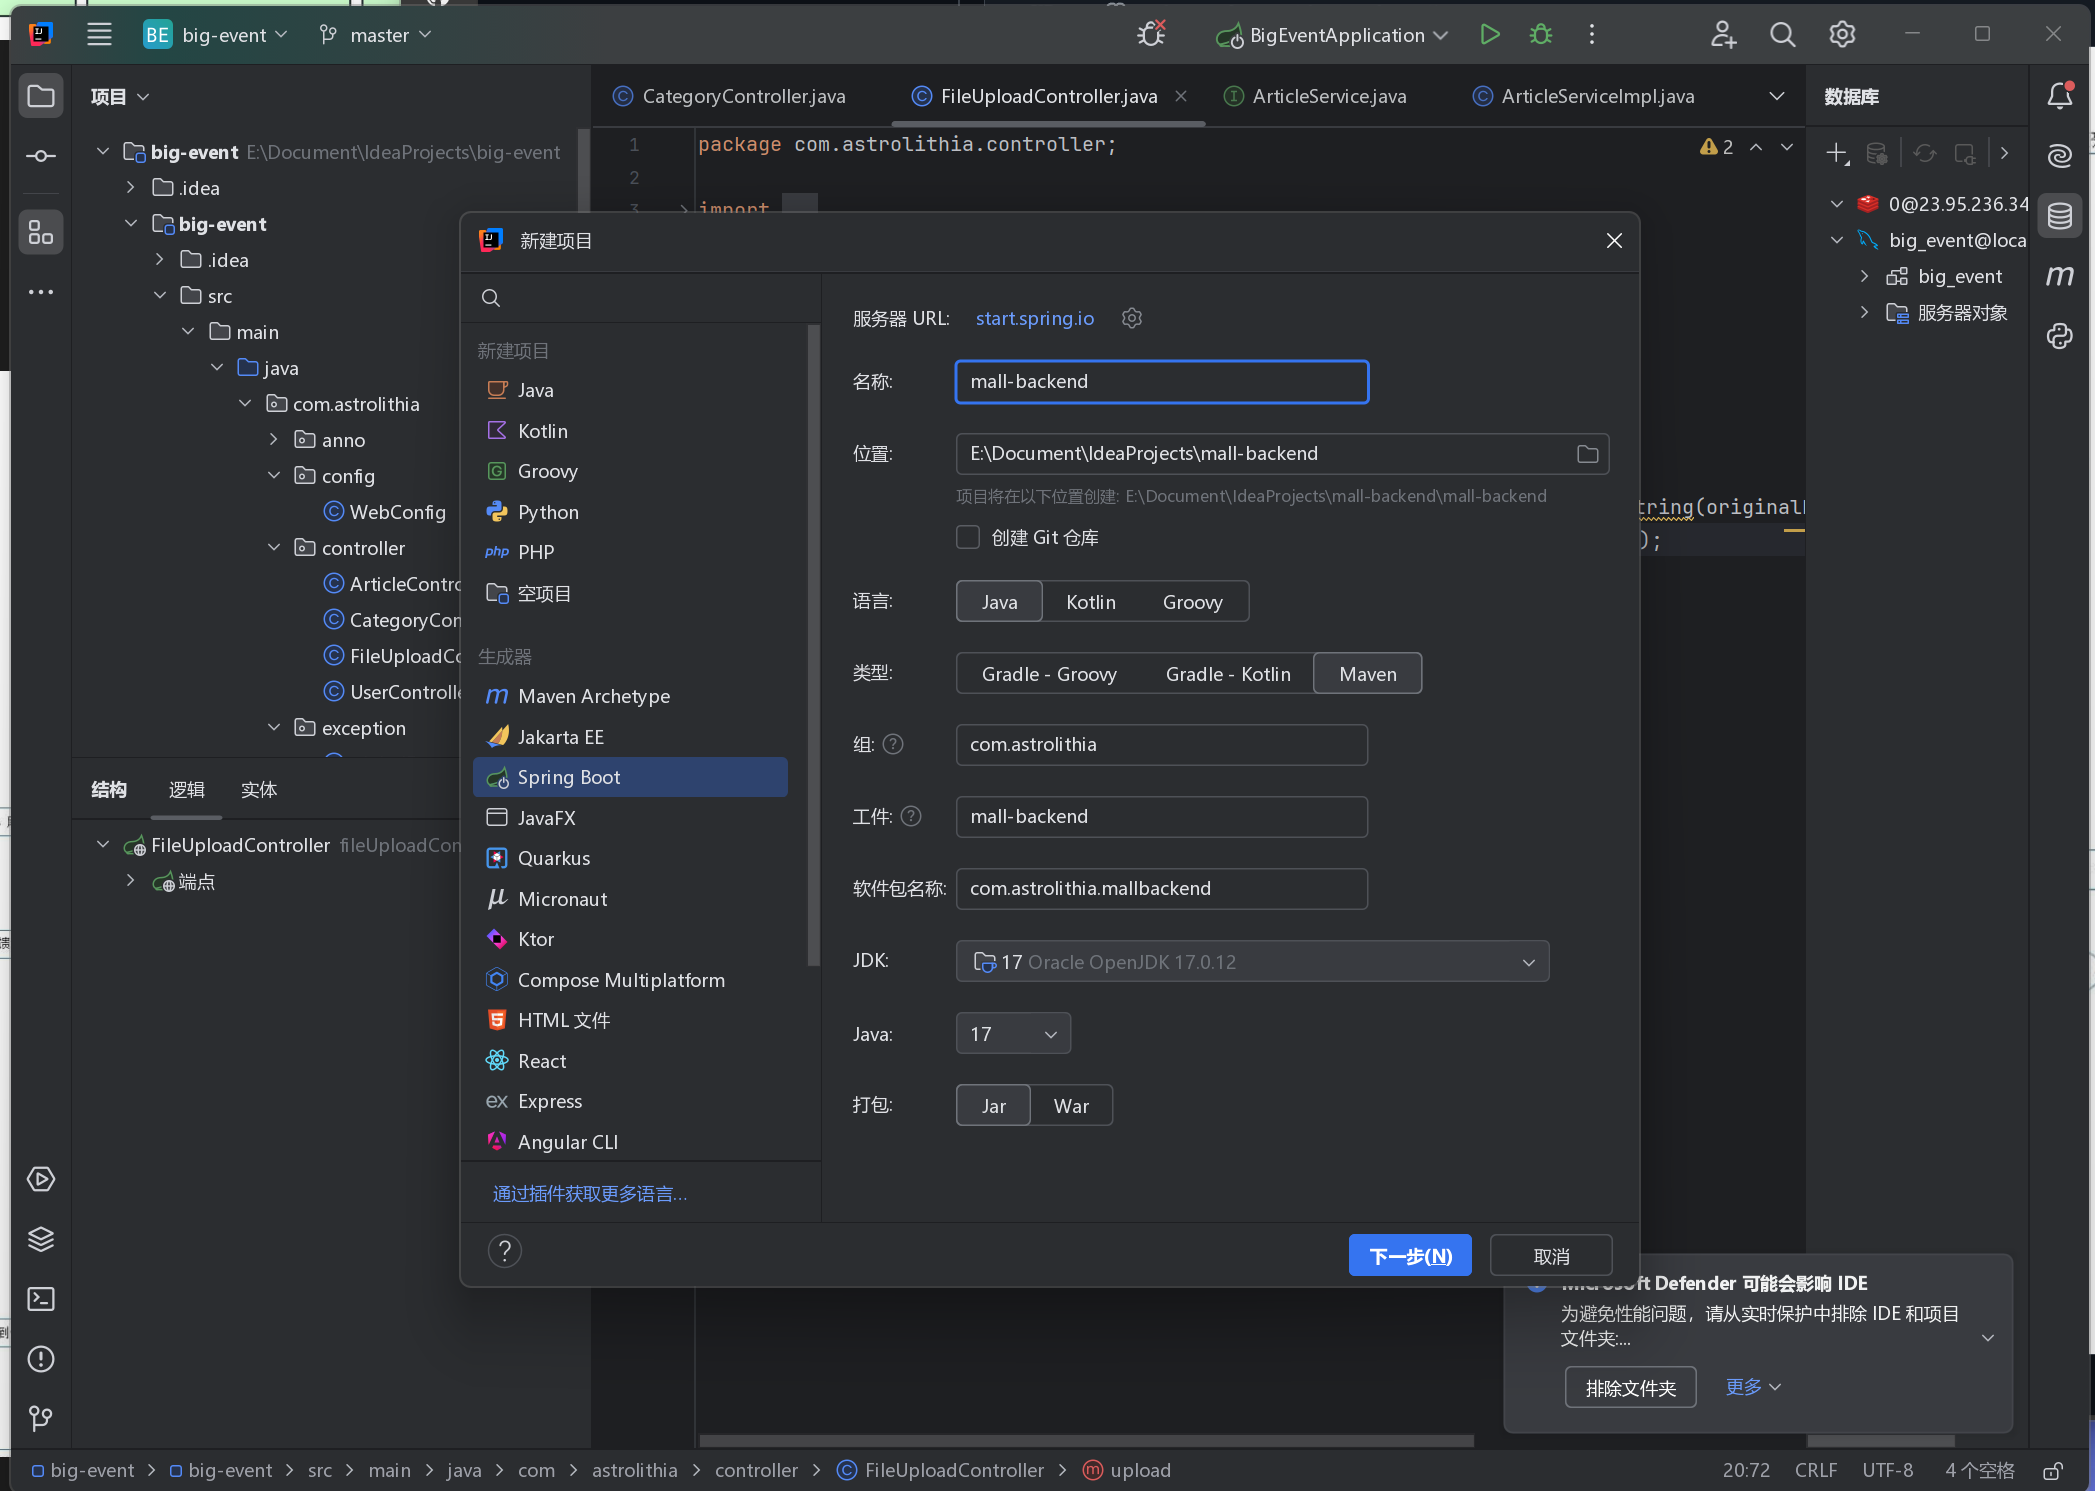 BE big-event master
BigEventApplication
项目
big-event E:\Document\IdeaProjects\big-event
.idea
big-event
.idea
src
main
java
com.astrolithia
anno
config
WebConfig
controller
ArticleContro
CategoryCon
FileUploadCo
UserControlle
exception
结构 逻辑 实体
FileUploadController fileUploadCon
端点
CategoryController.java FileUploadController.java ArticleService.java ArticleServiceImpl.java
1 package com.astrolithia.controller;
2
3 import
2
tring(originalF
);
数据库
0@23.95.236.34
big_event@loca
big_event
服务器对象
新建项目
新建项目
Java
Kotlin
Groovy
Python
php PHP
空项目
生成器
Maven Archetype
Jakarta EE
Spring Boot
JavaFX
Quarkus
Micronaut
Ktor
Compose Multiplatform
HTML 文件
React
ex Express
Angular CLI
通过插件获取更多语言...
服务器 URL: start.spring.io
名称: mall-backend
位置: E:\Document\IdeaProjects\mall-backend
项目将在以下位置创建: E:\Document\IdeaProjects\mall-backend\mall-backend
创建 Git 仓库
语言: Java Kotlin Groovy
类型: Gradle - Groovy Gradle - Kotlin Maven
组: com.astrolithia
工件: mall-backend
软件包名称: com.astrolithia.mallbackend
JDK: 17 Oracle OpenJDK 17.0.12
Java: 17
打包: Jar War
?
下一步(N) 取消
Microsoft Defender 可能会影响 IDE
为避免性能问题，请从实时保护中排除 IDE 和项目
文件夹:...
排除文件夹 更多
big-event > big-event > src > main > java > com > astrolithia > controller > FileUploadController > upload
20:72 CRLF UTF-8 4 个空格